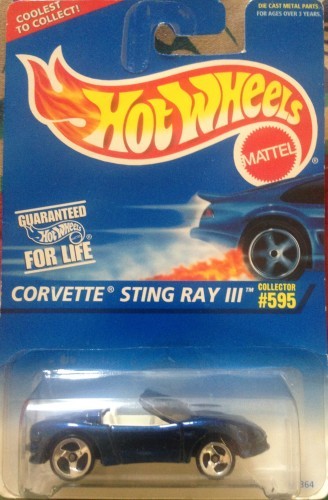 COOLEST
TO COLLECT!
DIE CAST METAL PARTS
FOR AGES OVER 3 YEARS.
HOT WHEELS
MATTEL
GUARANTEED
HOT WHEELS
FOR LIFE
CORVETTE® STING RAY III™
COLLECTOR
#595
164